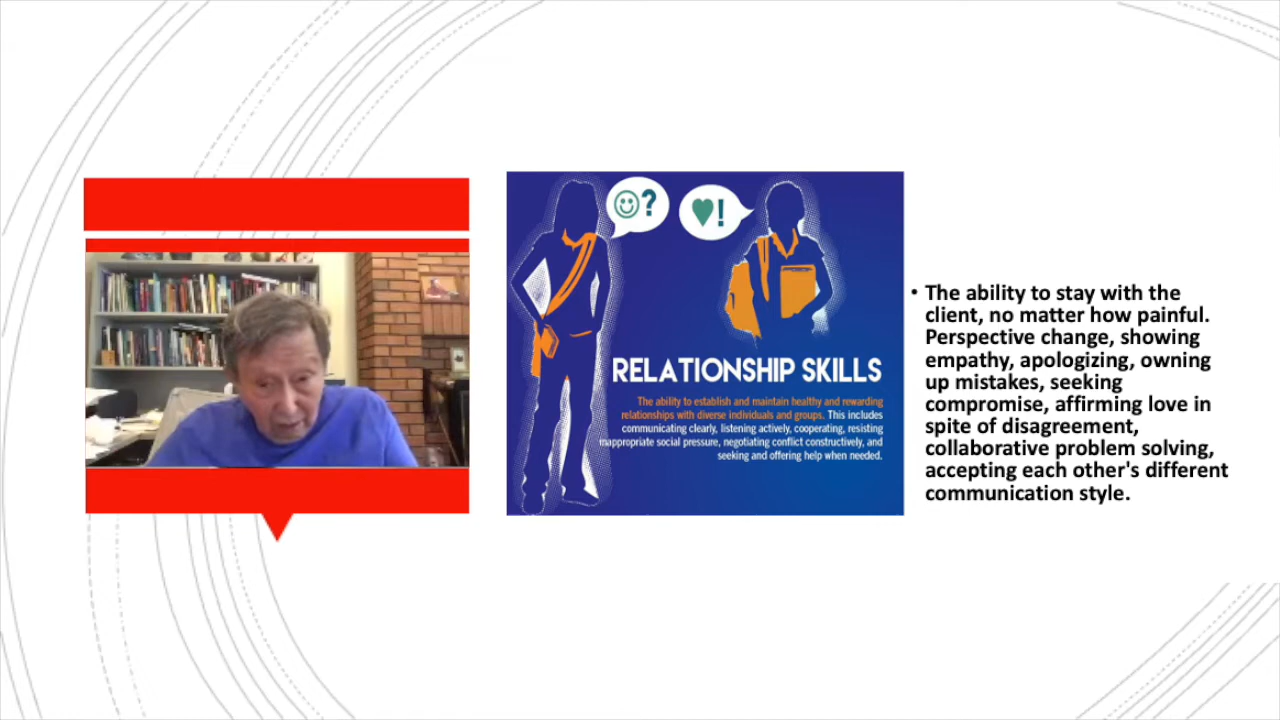 ?
!
RELATIONSHIP SKILLS
The ability to establish and maintain healthy and rewarding
relationships with diverse individuals and groups. This includes
communicating clearly, listening actively, cooperating, resisting
inappropriate social pressure, negotiating conflict constructively, and
seeking and offering help when needed.
• The ability to stay with the
client, no matter how painful.
Perspective change, showing
empathy, apologizing, owning
up mistakes, seeking
compromise, affirming love in
spite of disagreement,
collaborative problem solving,
accepting each other's different
communication style.